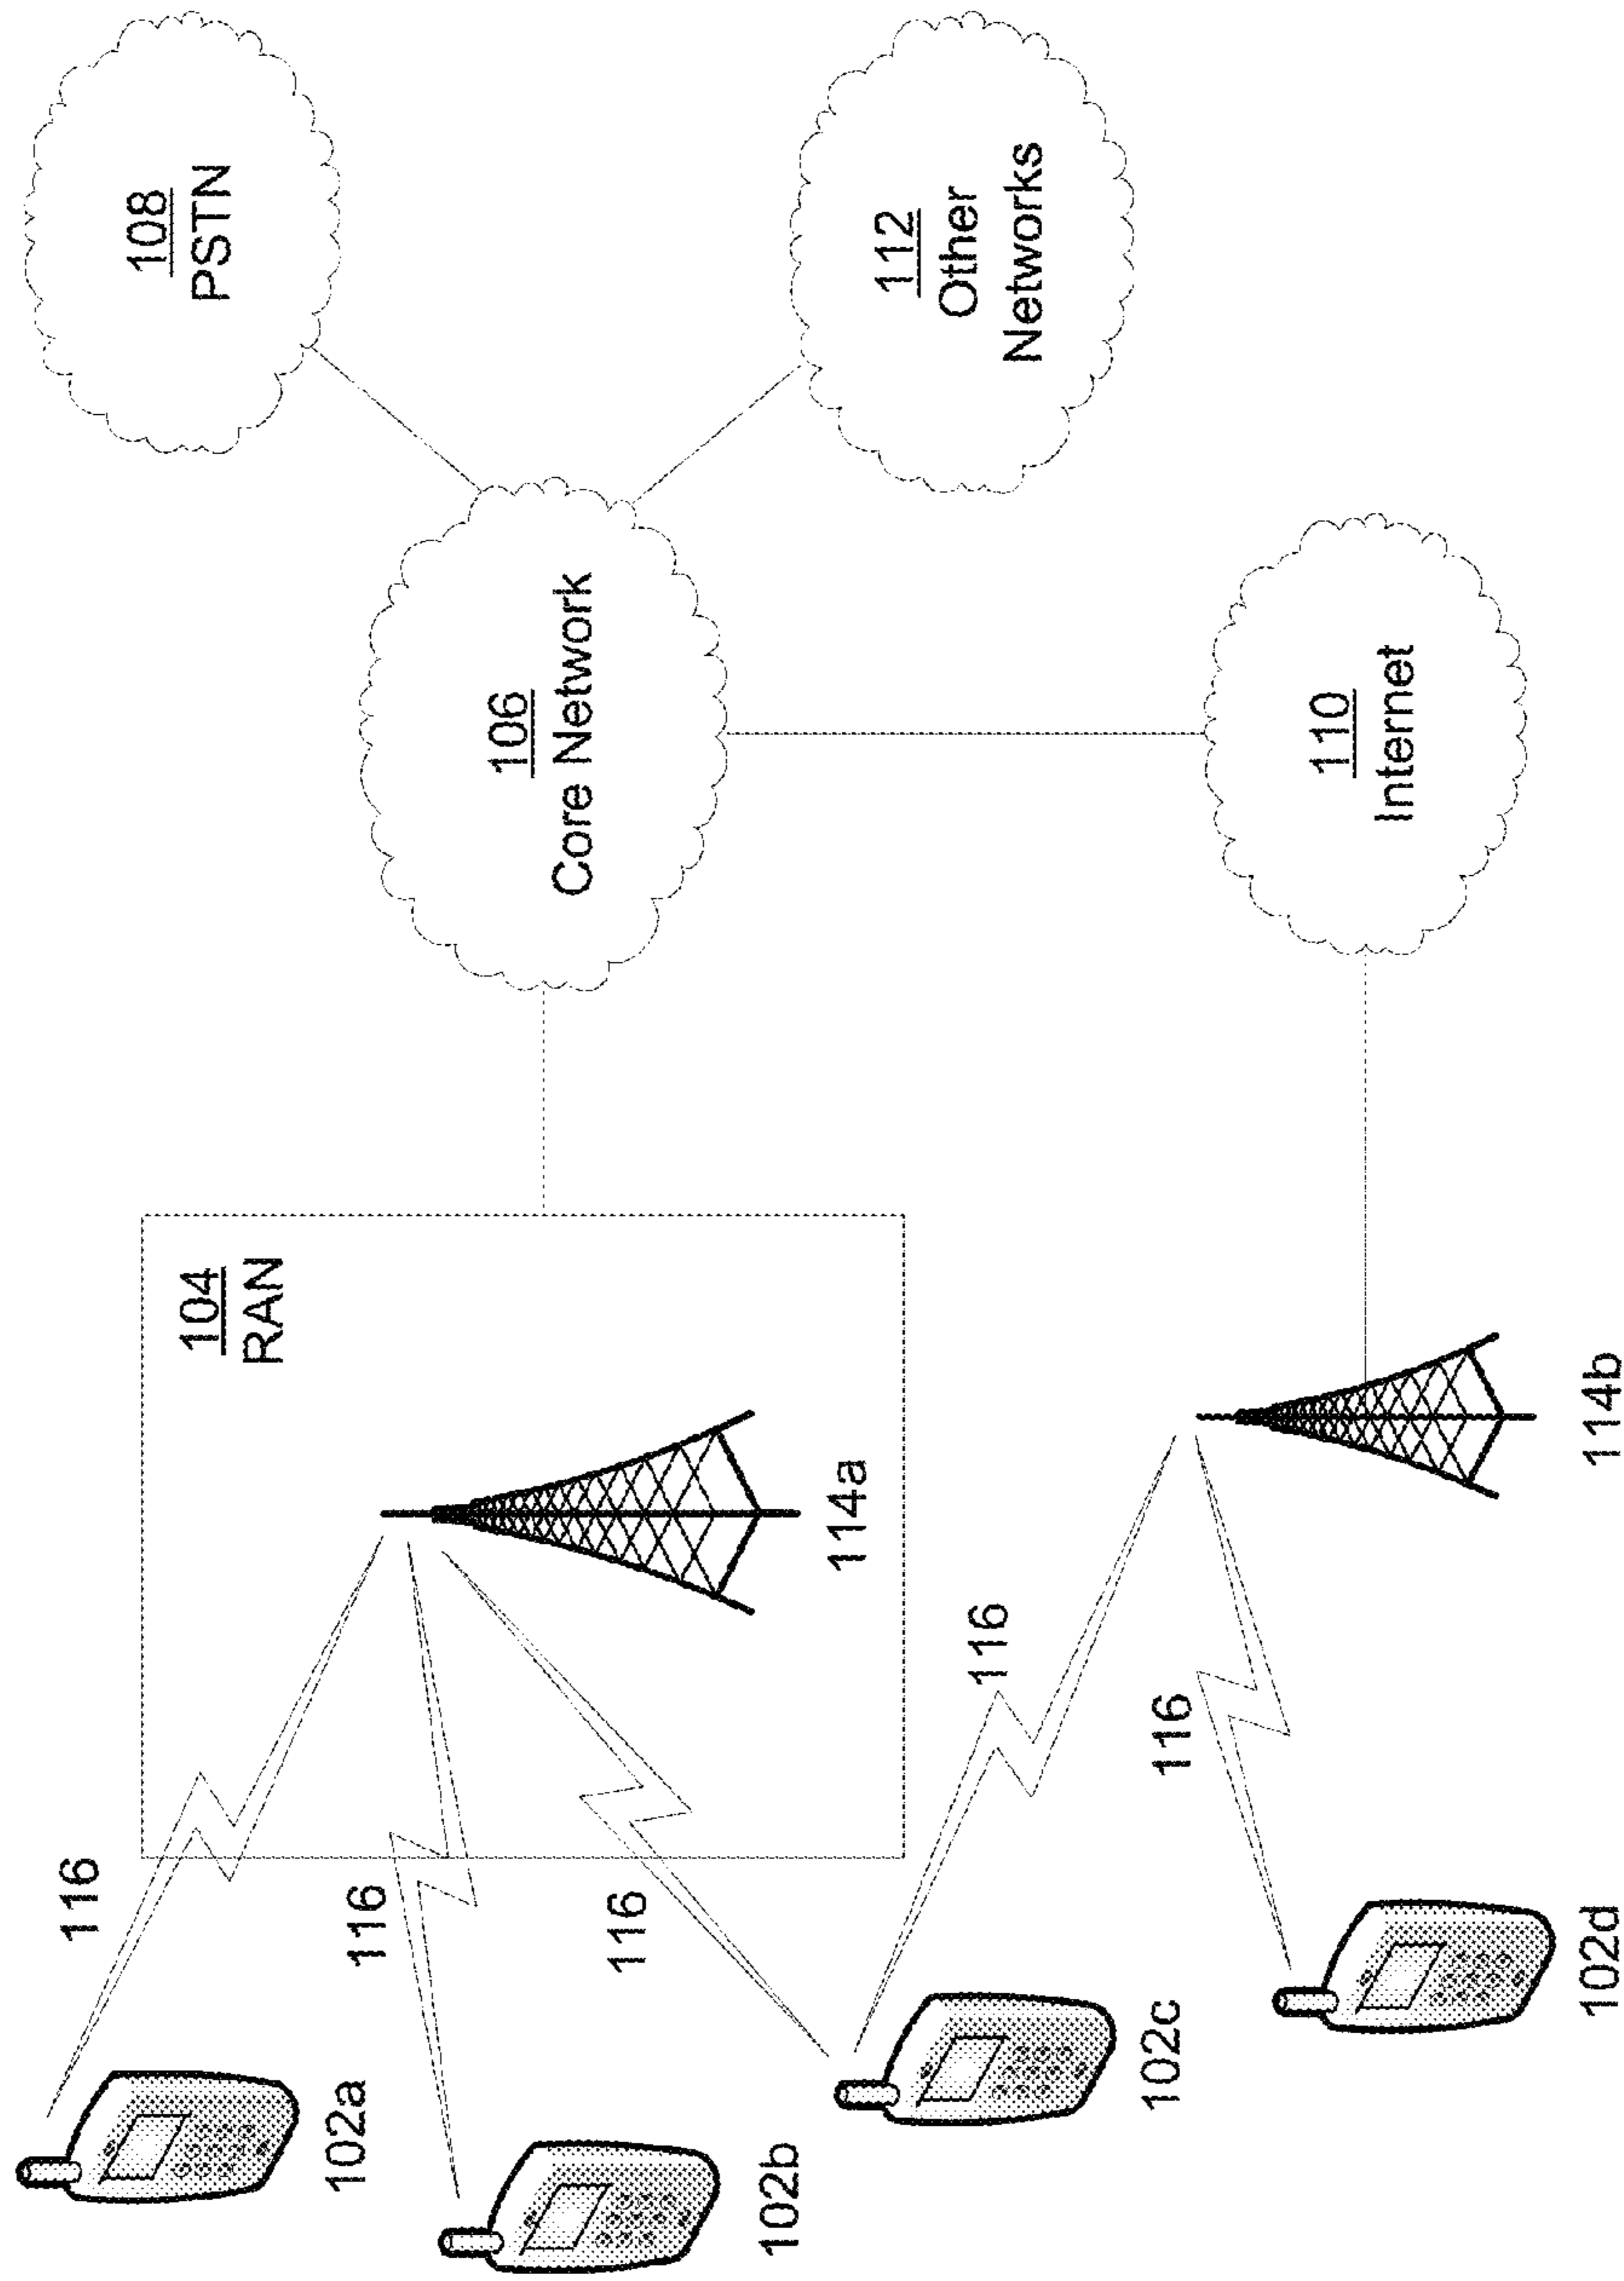 116
108
PSTN
104
RAN
102a
116
106
Core Network
116
102b
114a
112
Other
Networks
116
102c
116
110
Internet
102d
114b